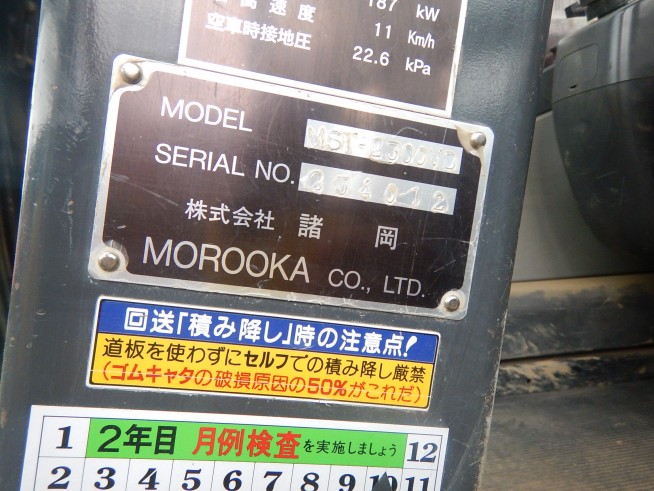 187 kW
最高速度 11 Km/h
空車時接地圧 22.6 kPa
MODEL MST-2300VD
SERIAL NO. 234012
株式会社 諸岡
MOROOKA CO., LTD.
回送「積み降し」時の注意点!
道板を使わずにセルフでの積み降し厳禁
(ゴムキャタの破損原因の50%がこれだ)
1 2年目 月例検査を実施しましょう 12
2 3 4 5 6 7 8 9 10 11